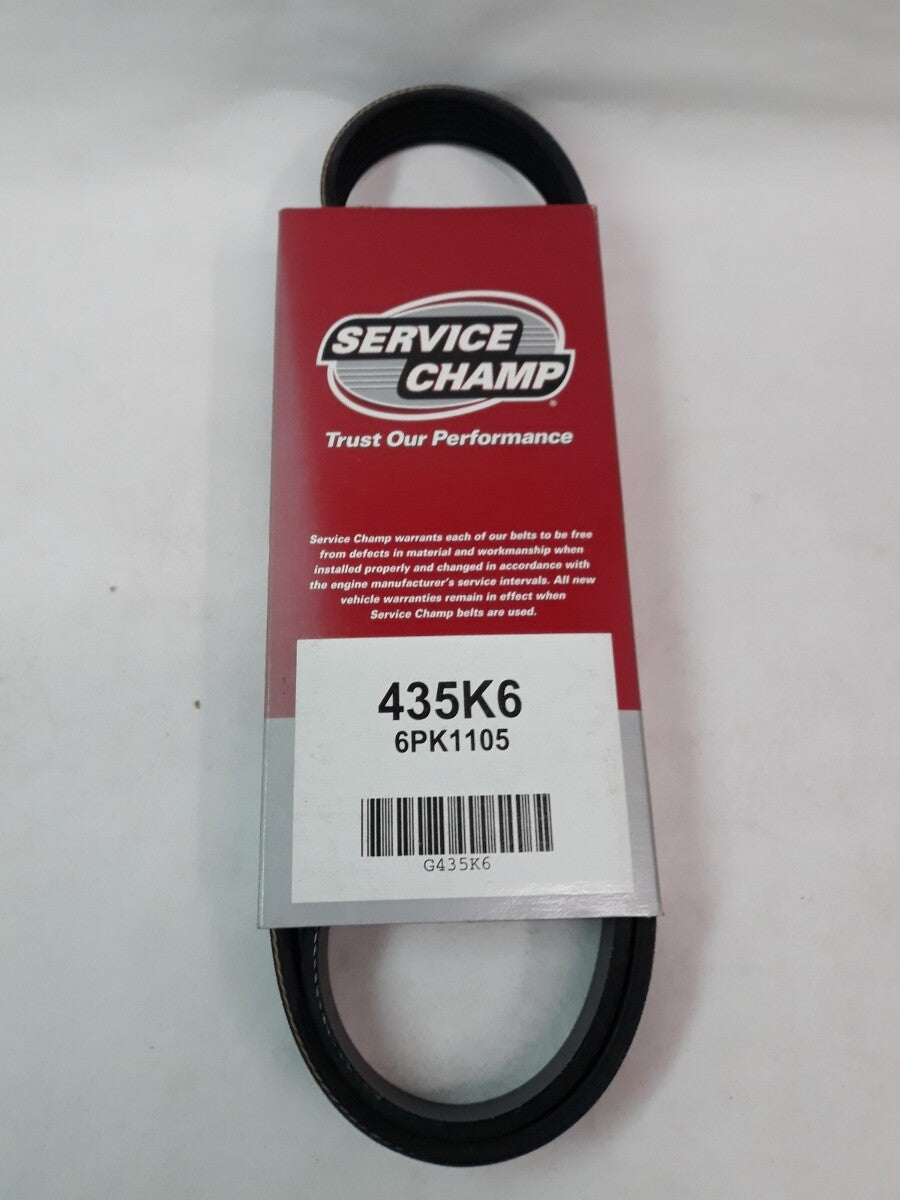 SERVICE
CHAMP®
Trust Our Performance
Service Champ warrants each of our belts to be free
from defects in material and workmanship when
installed properly and changed in accordance with
the engine manufacturer's service intervals. All new
vehicle warranties remain in effect when
Service Champ belts are used.
435K6
6PK1105
G435K6